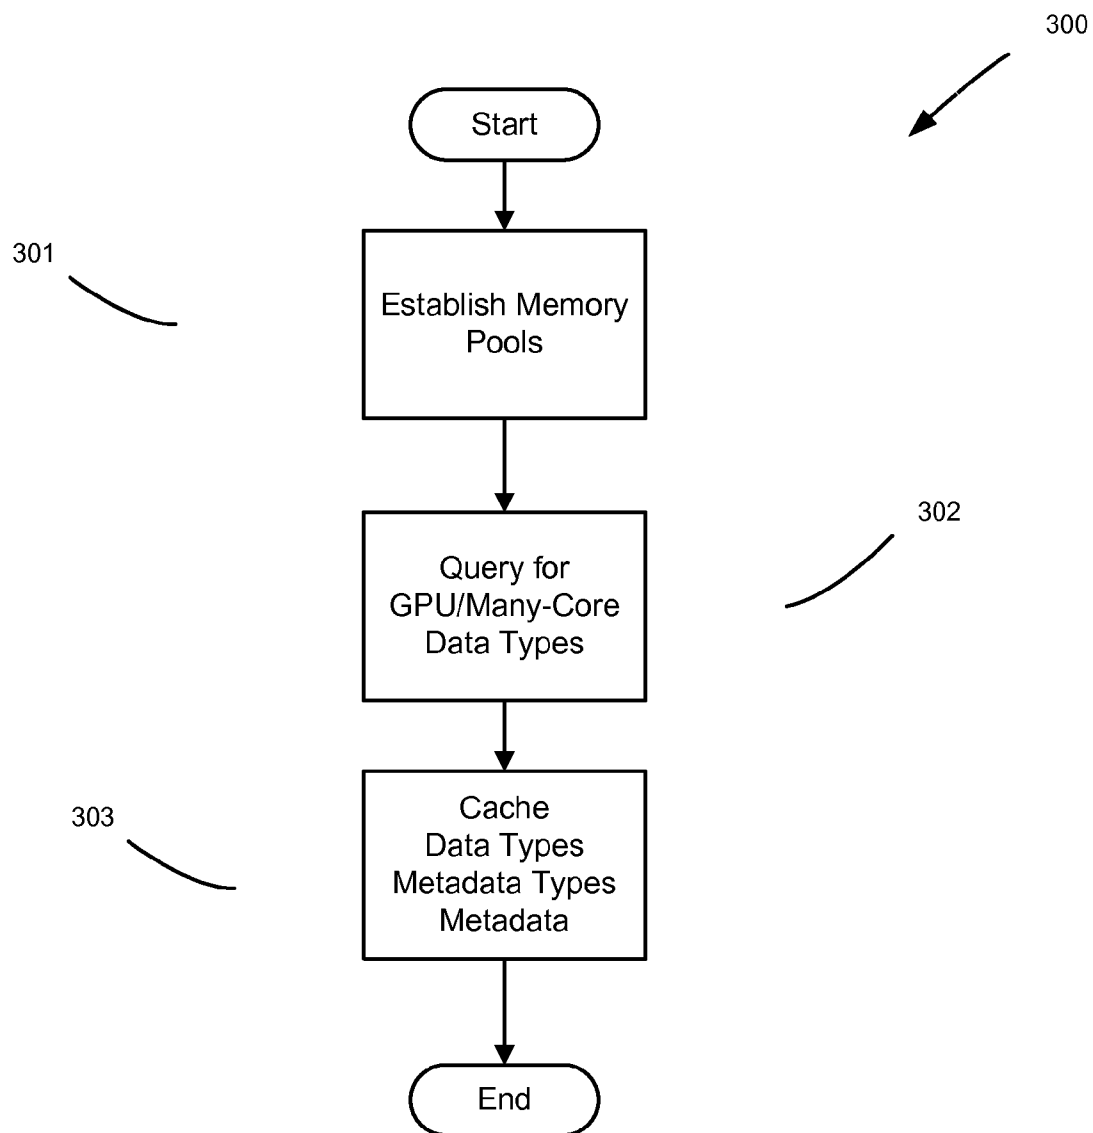 300
Start
301
Establish Memory
Pools
302
Query for
GPU/Many-Core
Data Types
303
Cache
Data Types
Metadata Types
Metadata
End